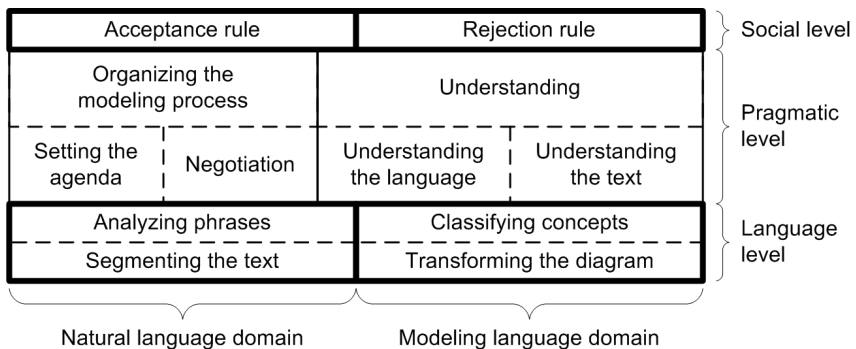 Acceptance rule
Rejection rule
Social level
Organizing the
modeling process
Understanding
Pragmatic
level
Setting the
agenda
Negotiation
Understanding
the language
Understanding
the text
Analyzing phrases
Classifying concepts
Language
level
Segmenting the text
Transforming the diagram
Natural language domain
Modeling language domain